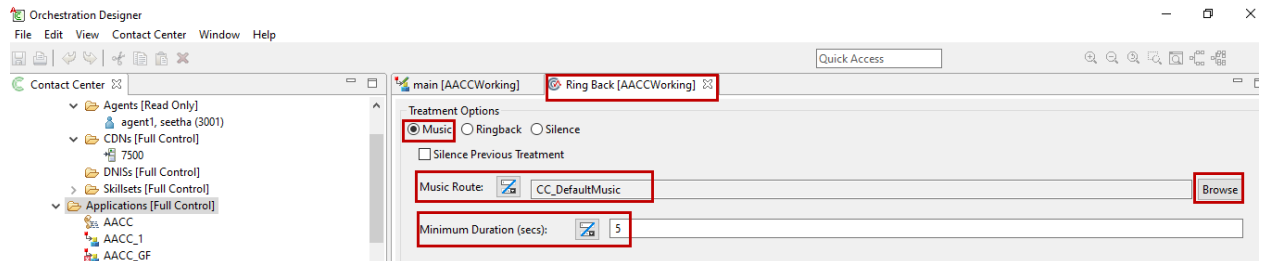 Orchestration Designer
File Edit View Contact Center Window Help
Quick Access
Contact Center
main [AACCWorking] Ring Back [AACCWorking]
Agents [Read Only]
agent1, seetha (3001)
CDNs [Full Control]
7500
DNISs [Full Control]
Skillsets [Full Control]
Applications [Full Control]
AACC
AACC_1
AACC_GF
Treatment Options
Music Ringback Silence
Silence Previous Treatment
Music Route: CC_DefaultMusic Browse
Minimum Duration (secs): 5